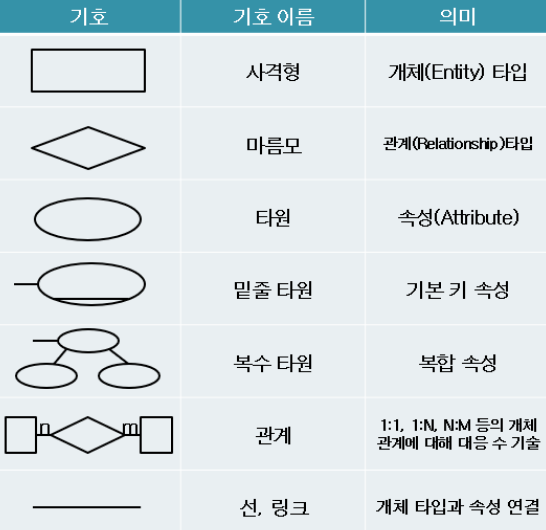 기호 기호 이름 의미
사격형 개체(Entity) 타입
마름모 관계(Relationship)타입
타원 속성(Attribute)
밑줄 타원 기본 키 속성
복수 타원 복합 속성
n m 관계 1:1, 1:N, N:M 등의 개체
관계에 대해 대응 수 기술
선, 링크 개체 타입과 속성 연결